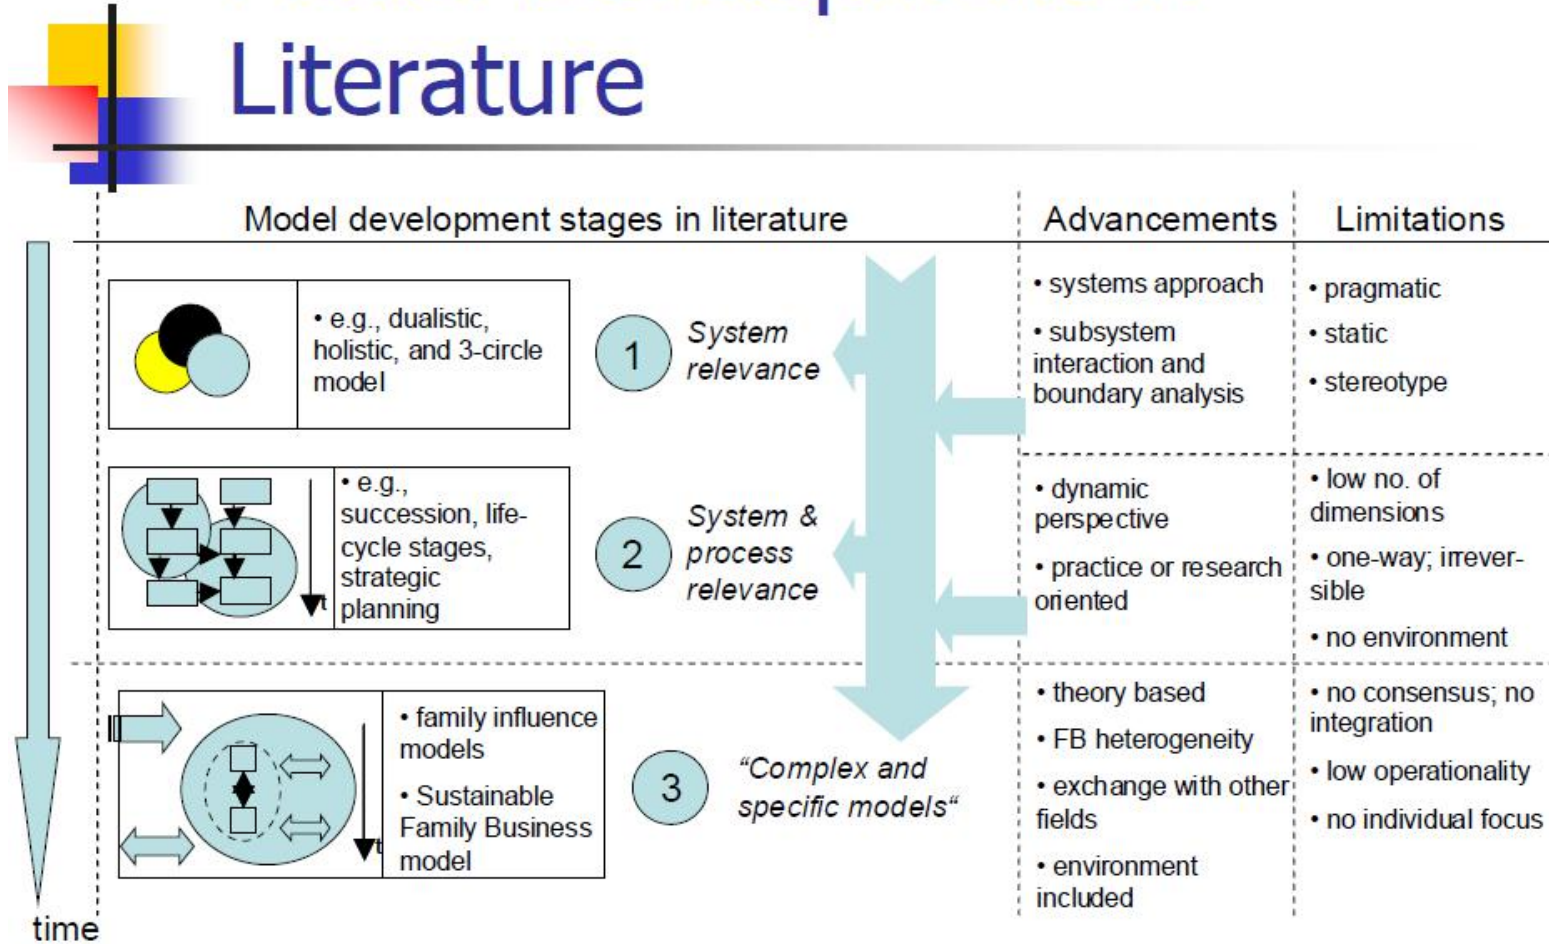 Literature
Model development stages in literature
Advancements
Limitations
• e.g., dualistic,
holistic, and 3-circle
model
1
System
relevance
• systems approach
• subsystem
interaction and
boundary analysis
• pragmatic
• static
• stereotype
• e.g.,
succession, life-
cycle stages,
strategic
planning
t
2
System &
process
relevance
• dynamic
perspective
• practice or research
oriented
• low no. of
dimensions
• one-way; irrever-
sible
• no environment
• family influence
models
• Sustainable
Family Business
model
t
3
“Complex and
specific models“
• theory based
• FB heterogeneity
• exchange with other
fields
• environment
included
• no consensus; no
integration
• low operationality
• no individual focus
time